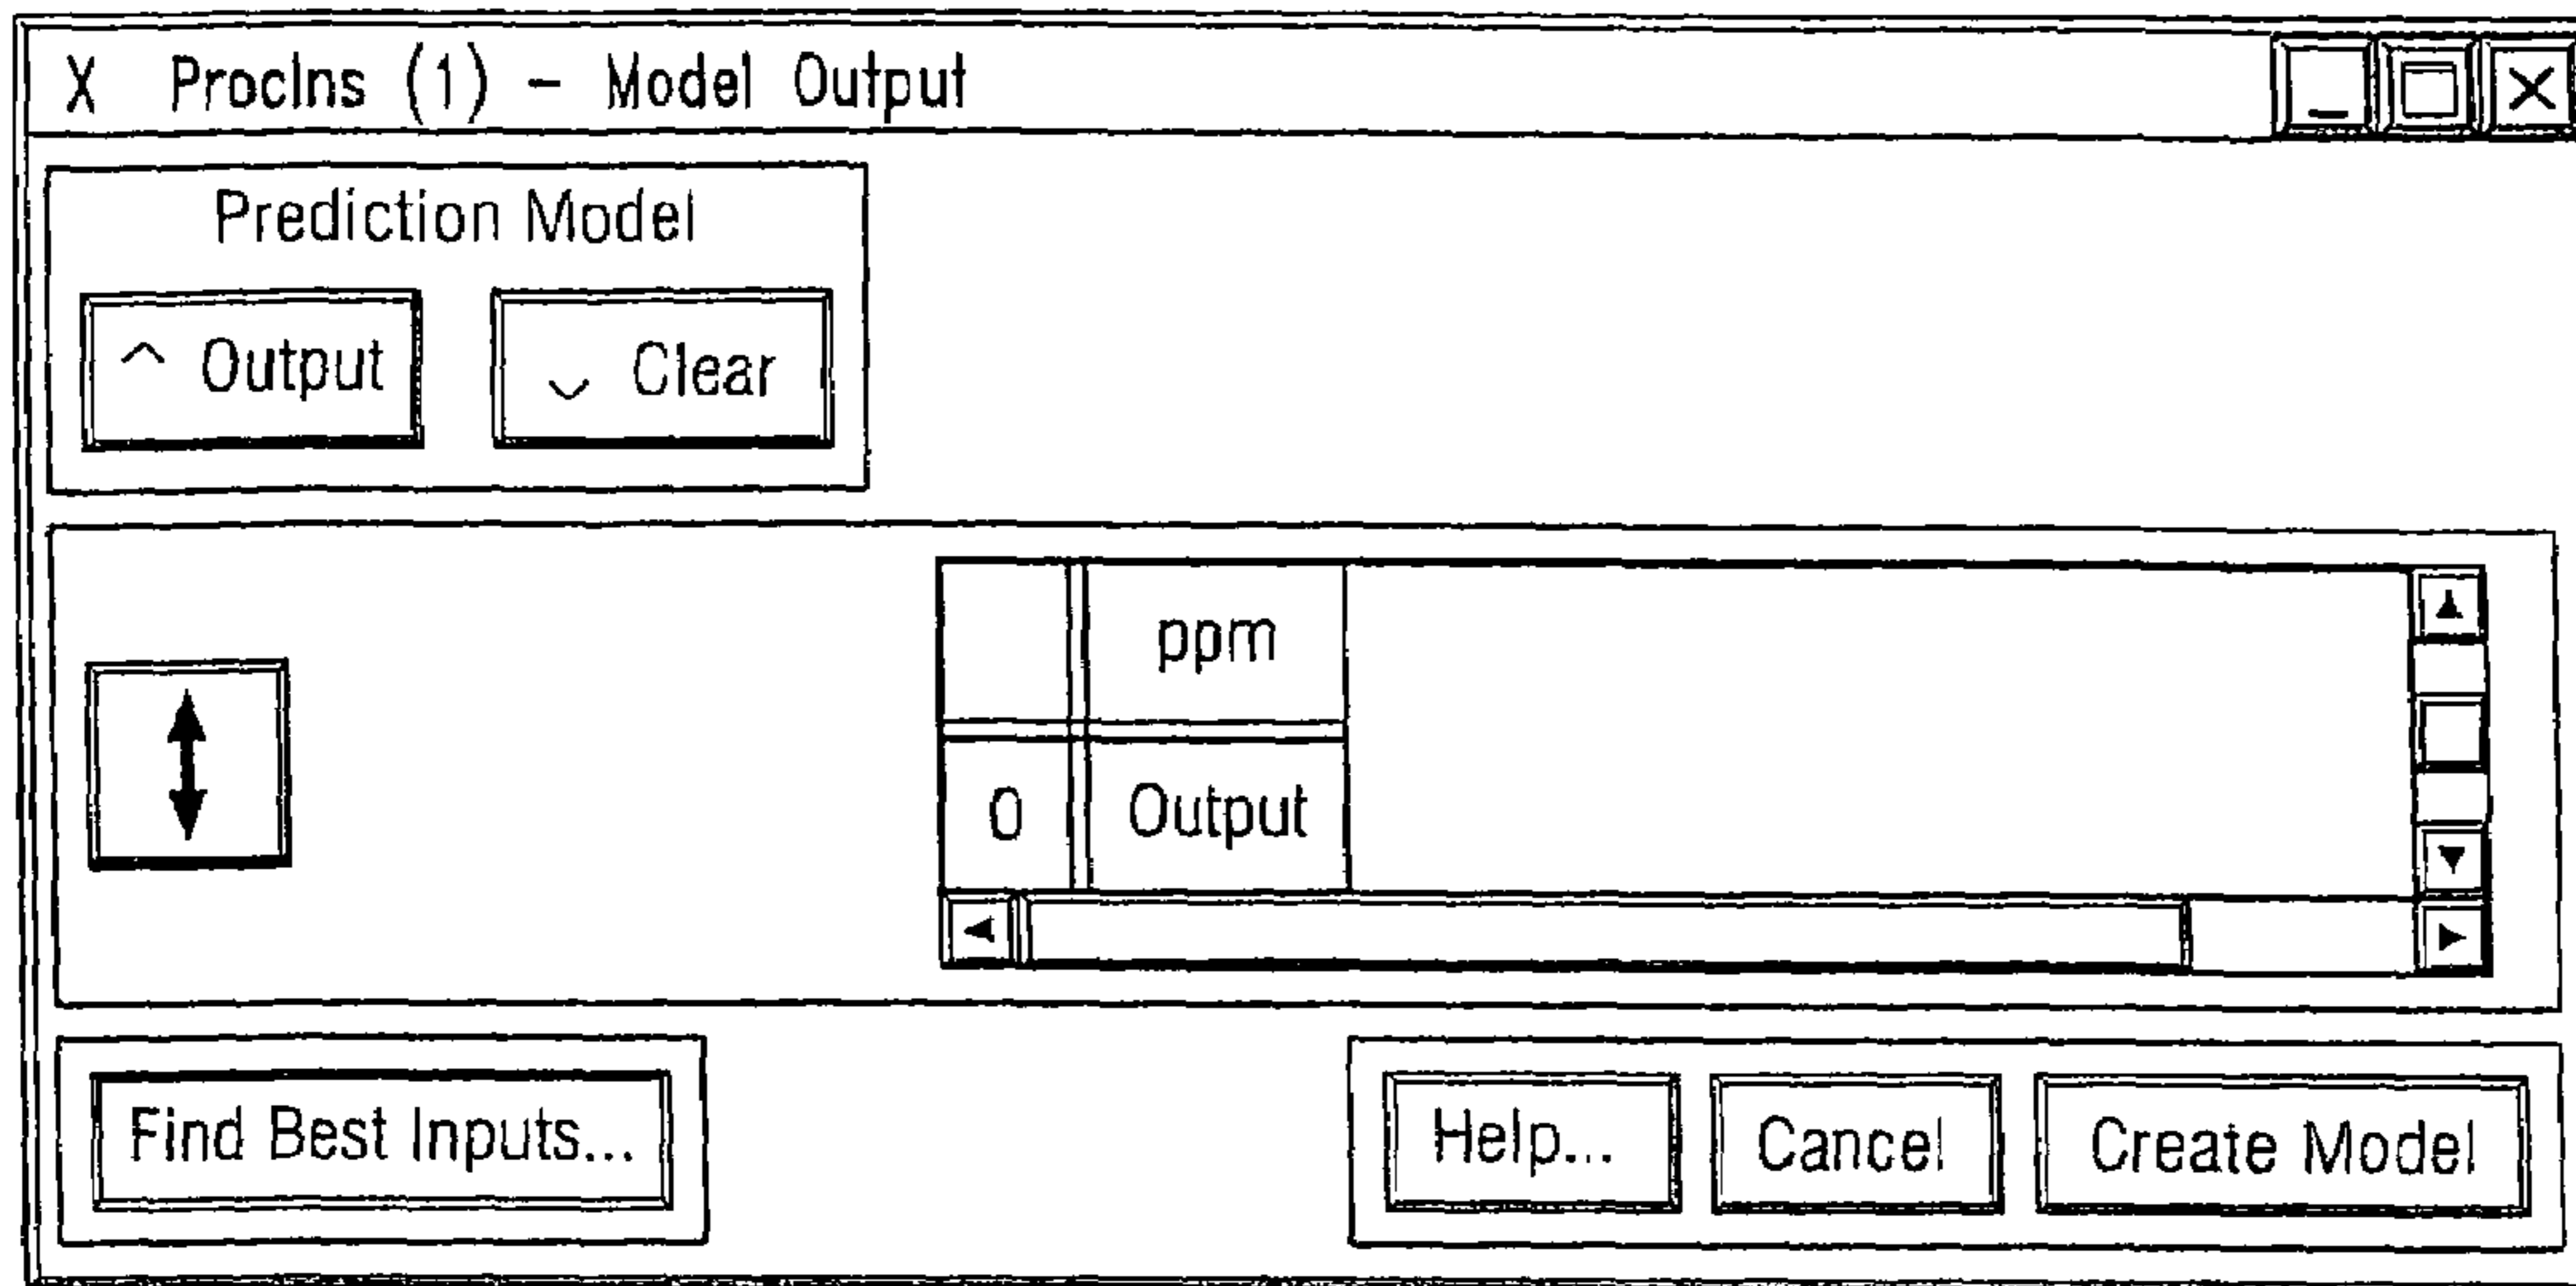 X ProcIns (1) - Model Output
Prediction Model
^ Output
⌄ Clear
ppm
0 Output
Find Best Inputs...
Help...
Cancel
Create Model